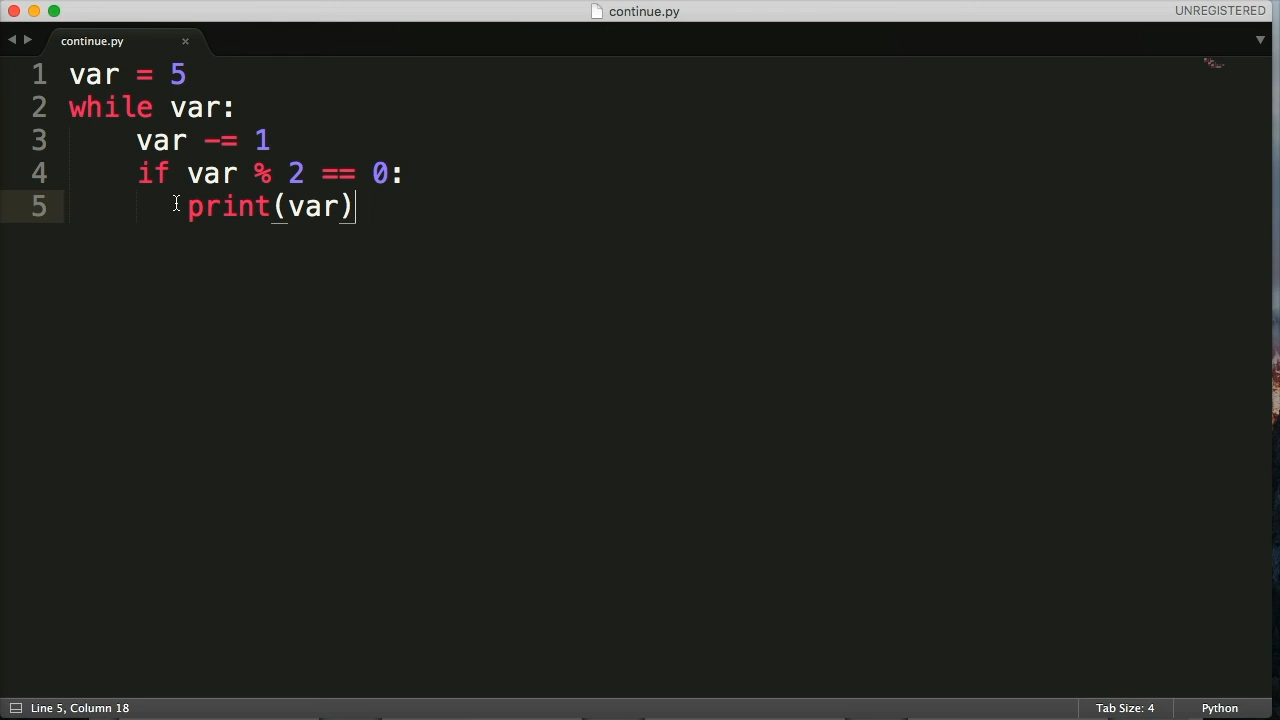 continue.py
UNREGISTERED
continue.py
1 var = 5
2 while var:
3     var -= 1
4     if var % 2 == 0:
5        print(var)
Line 5, Column 18
Tab Size: 4
Python